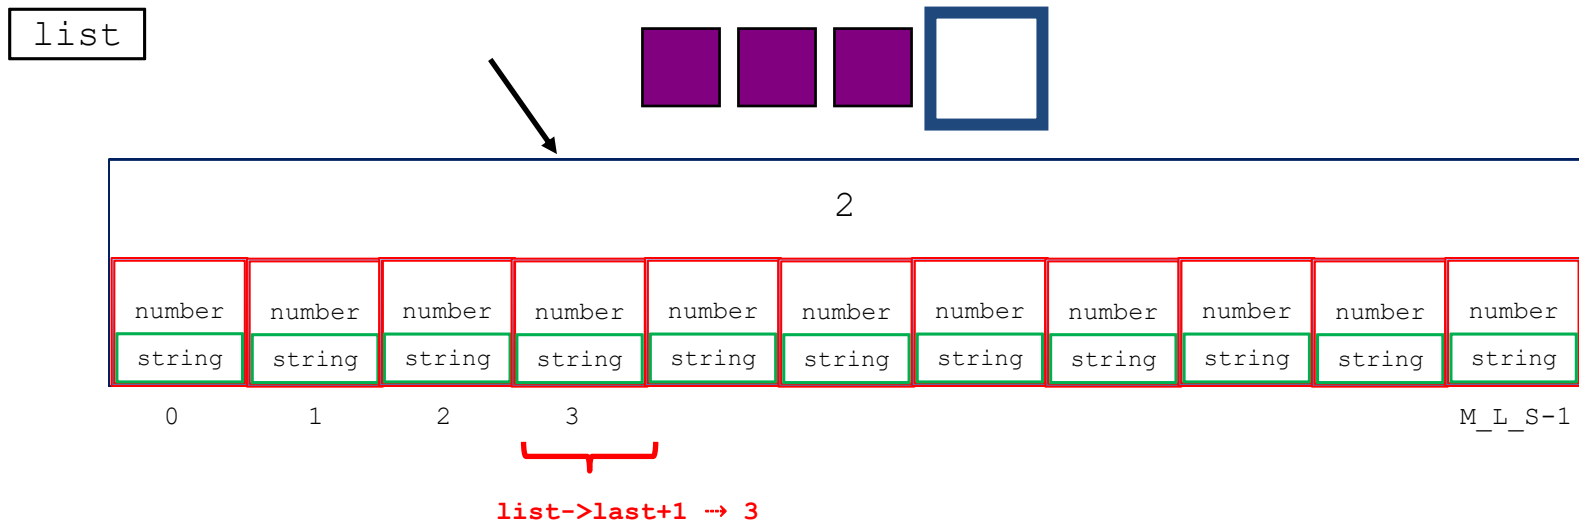 list
2
number number number number number number number number number number number
string string string string string string string string string string string
0 1 2 3 M_L_S-1
list->last+1 ⇢ 3